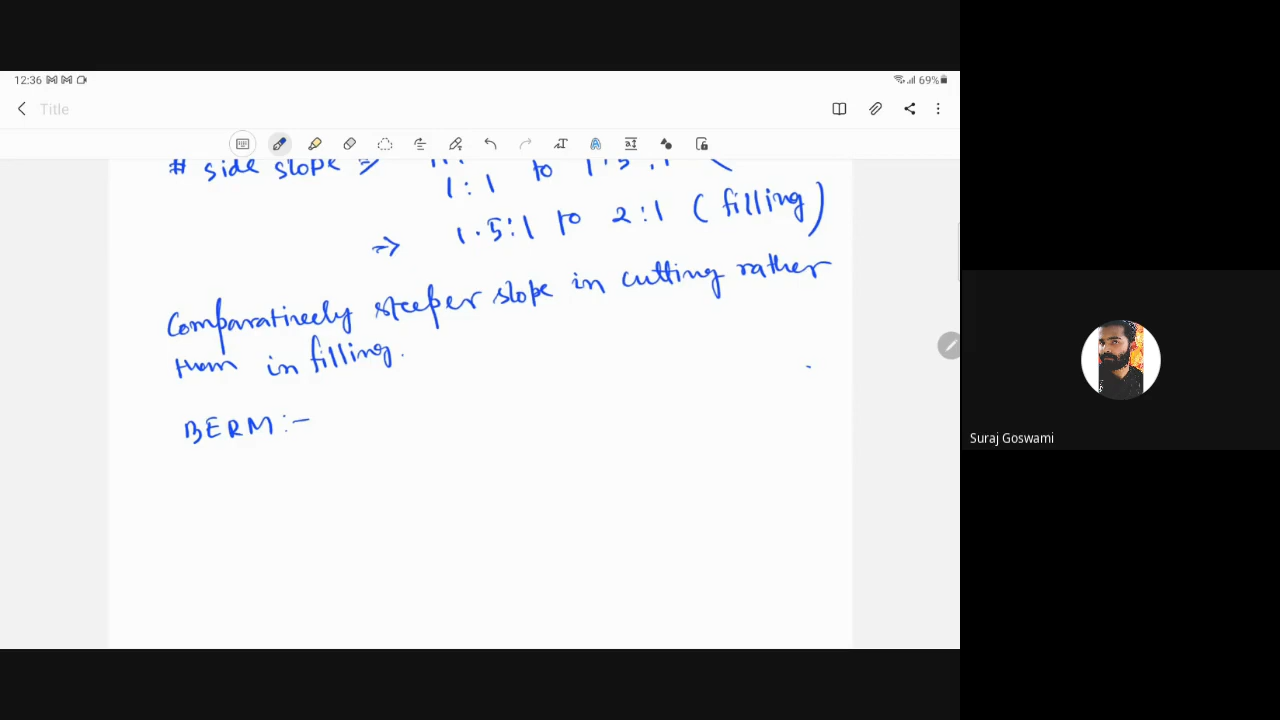 12:36
69%
Title
# side slope ⇒
1:1 to 1.5:1 (
⇒ 1.5:1 to 2:1 (filling)
Comparatively steeper slope in cutting rather
them in filling.
BERM:-
Suraj Goswami